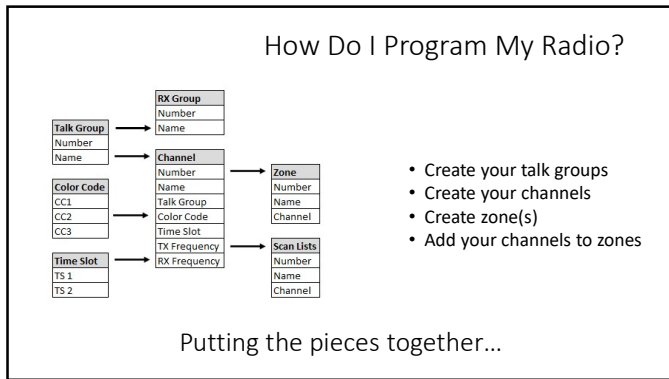 How Do I Program My Radio?
RX Group
Number
Name
Talk Group
Number
Name
Channel
Number
Name
Talk Group
Color Code
Time Slot
TX Frequency
RX Frequency
Color Code
CC1
CC2
CC3
Time Slot
TS 1
TS 2
Zone
Number
Name
Channel
Scan Lists
Number
Name
Channel
• Create your talk groups
• Create your channels
• Create zone(s)
• Add your channels to zones
Putting the pieces together...